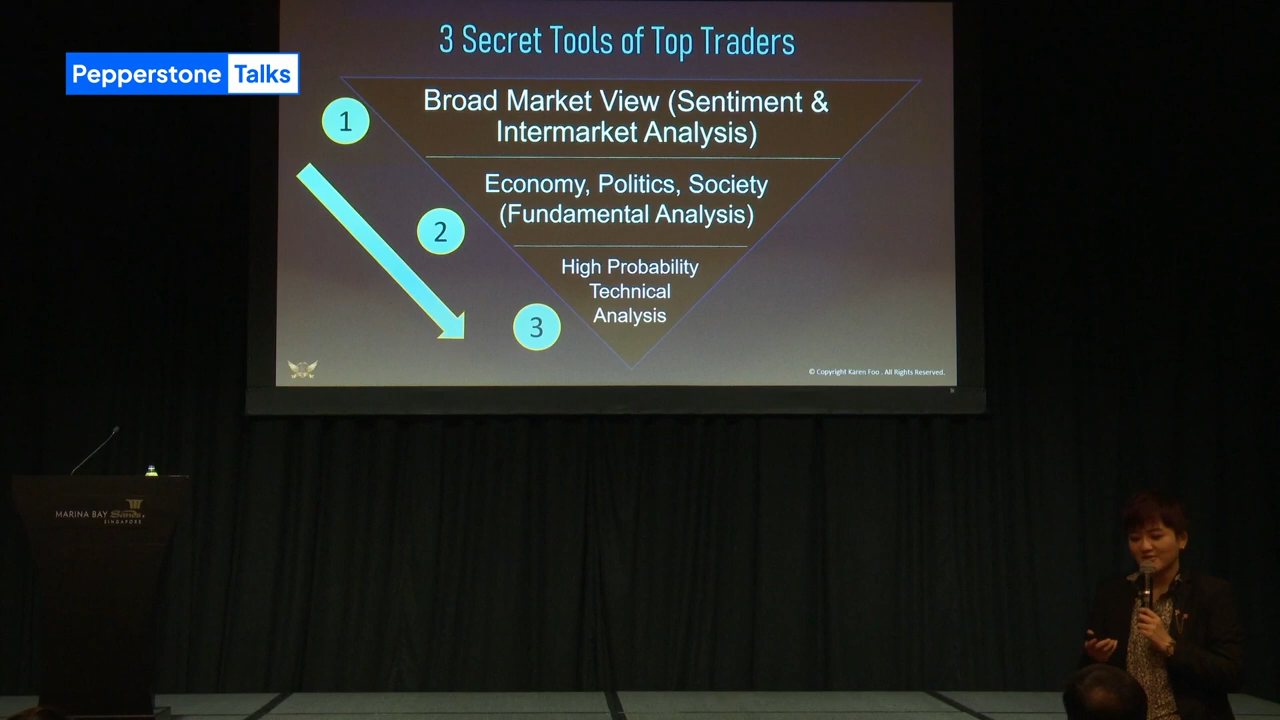 3 Secret Tools of Top Traders
Pepperstone Talks
1
Broad Market View (Sentiment &
Intermarket Analysis)
2
Economy, Politics, Society
(Fundamental Analysis)
3
High Probability
Technical
Analysis
© Copyright Karen Foo . All Rights Reserved.
MARINA BAY Sands.
SINGAPORE